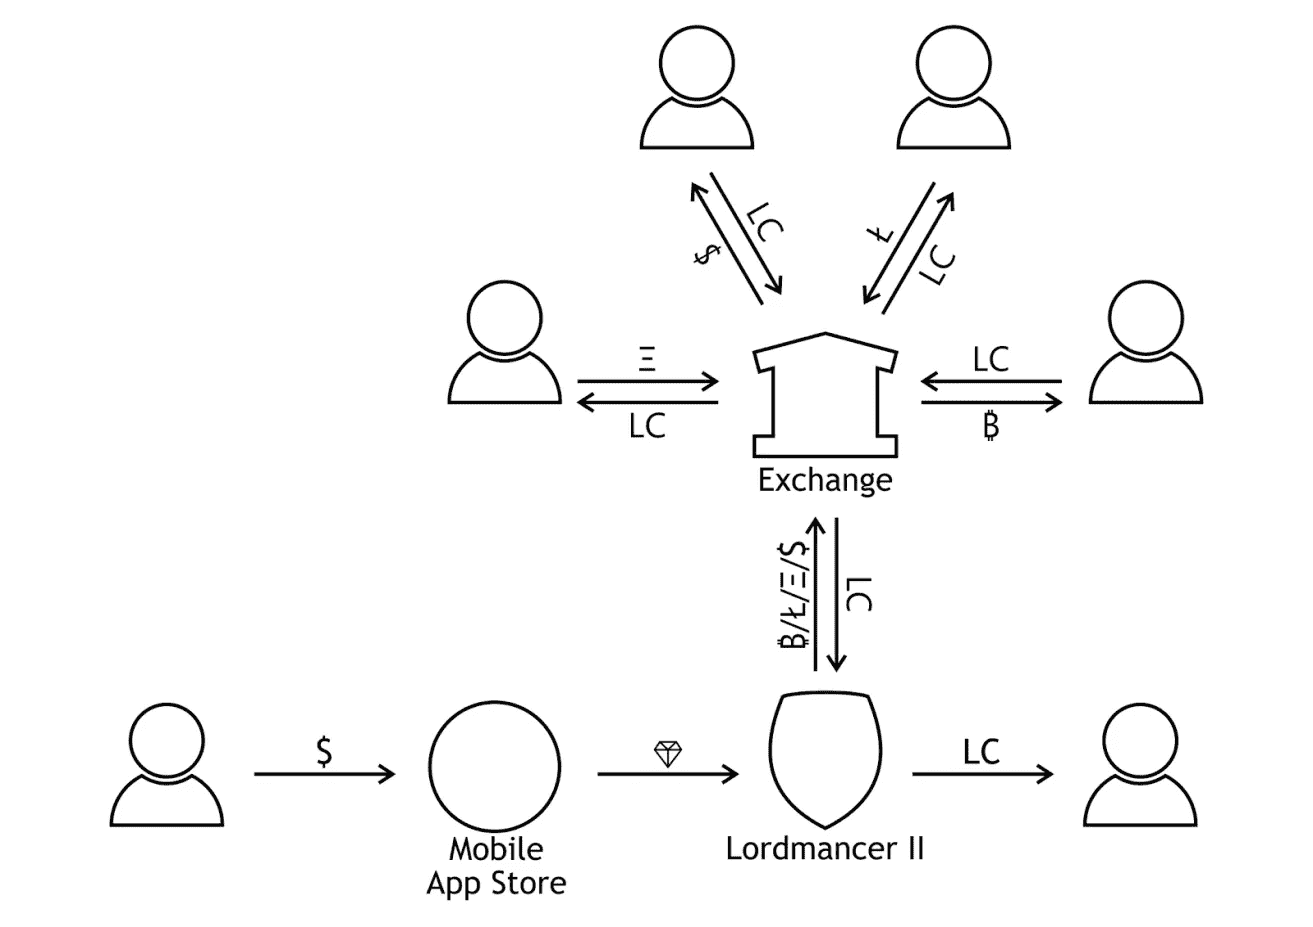 LC
$
Ł
LC
Ξ
LC
LC
₿
Exchange
₿/Ł/Ξ/$
LC
$
LC
Mobile
App Store
Lordmancer II